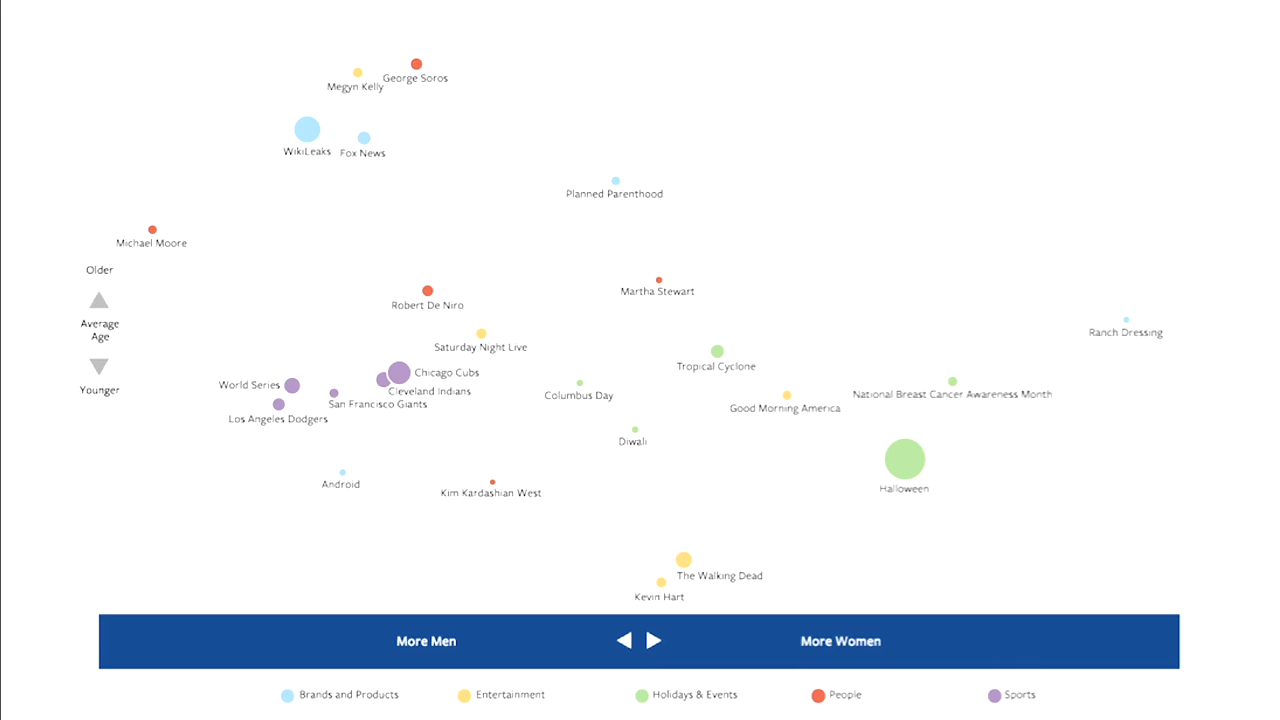 George Soros
Megyn Kelly
WikiLeaks
Fox News
Planned Parenthood
Michael Moore
Older
Martha Stewart
Robert De Niro
Average
Age
Ranch Dressing
Saturday Night Live
Tropical Cyclone
Chicago Cubs
World Series
Younger
Cleveland Indians
National Breast Cancer Awareness Month
Columbus Day
San Francisco Giants
Good Morning America
Los Angeles Dodgers
Diwali
Android
Halloween
Kim Kardashian West
The Walking Dead
Kevin Hart
More Men
More Women
Brands and Products
Entertainment
Holidays & Events
People
Sports